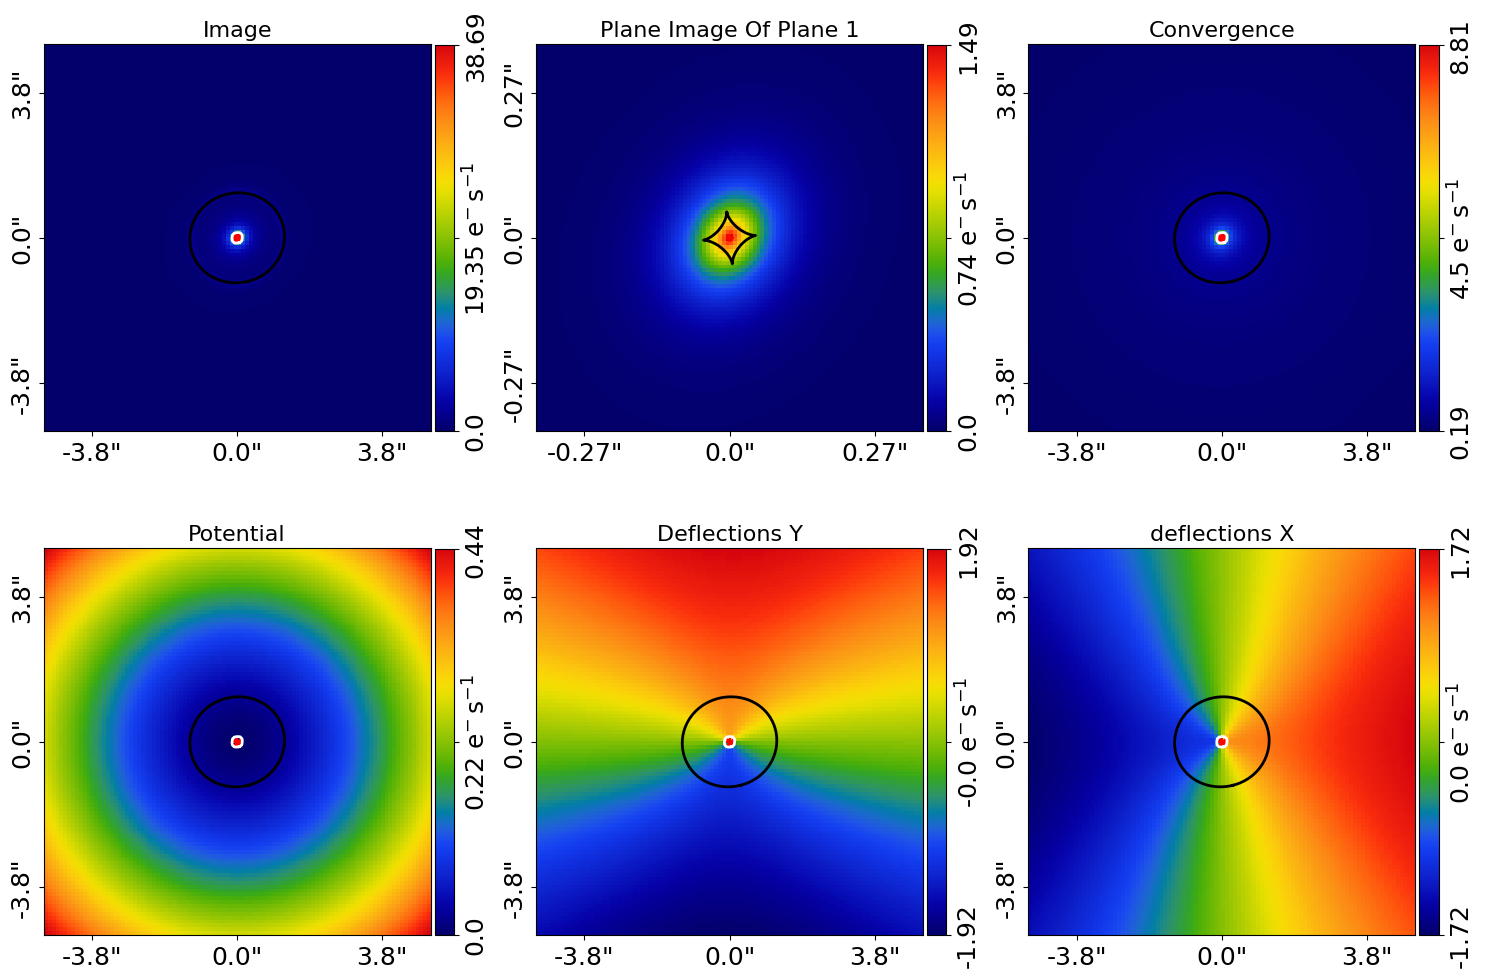 Image
3.8"
0.0"
-3.8"
-3.8" 0.0" 3.8"
38.69
19.35 e⁻ s⁻¹
0.0
Plane Image Of Plane 1
0.27"
0.0"
-0.27"
-0.27" 0.0" 0.27"
1.49
0.74 e⁻ s⁻¹
0.0
Convergence
3.8"
0.0"
-3.8"
-3.8" 0.0" 3.8"
8.81
4.5 e⁻ s⁻¹
0.19
Potential
3.8"
0.0"
-3.8"
-3.8" 0.0" 3.8"
0.44
0.22 e⁻ s⁻¹
0.0
Deflections Y
3.8"
0.0"
-3.8"
-3.8" 0.0" 3.8"
1.92
-0.0 e⁻ s⁻¹
-1.92
deflections X
3.8"
0.0"
-3.8"
-3.8" 0.0" 3.8"
1.72
0.0 e⁻ s⁻¹
-1.72